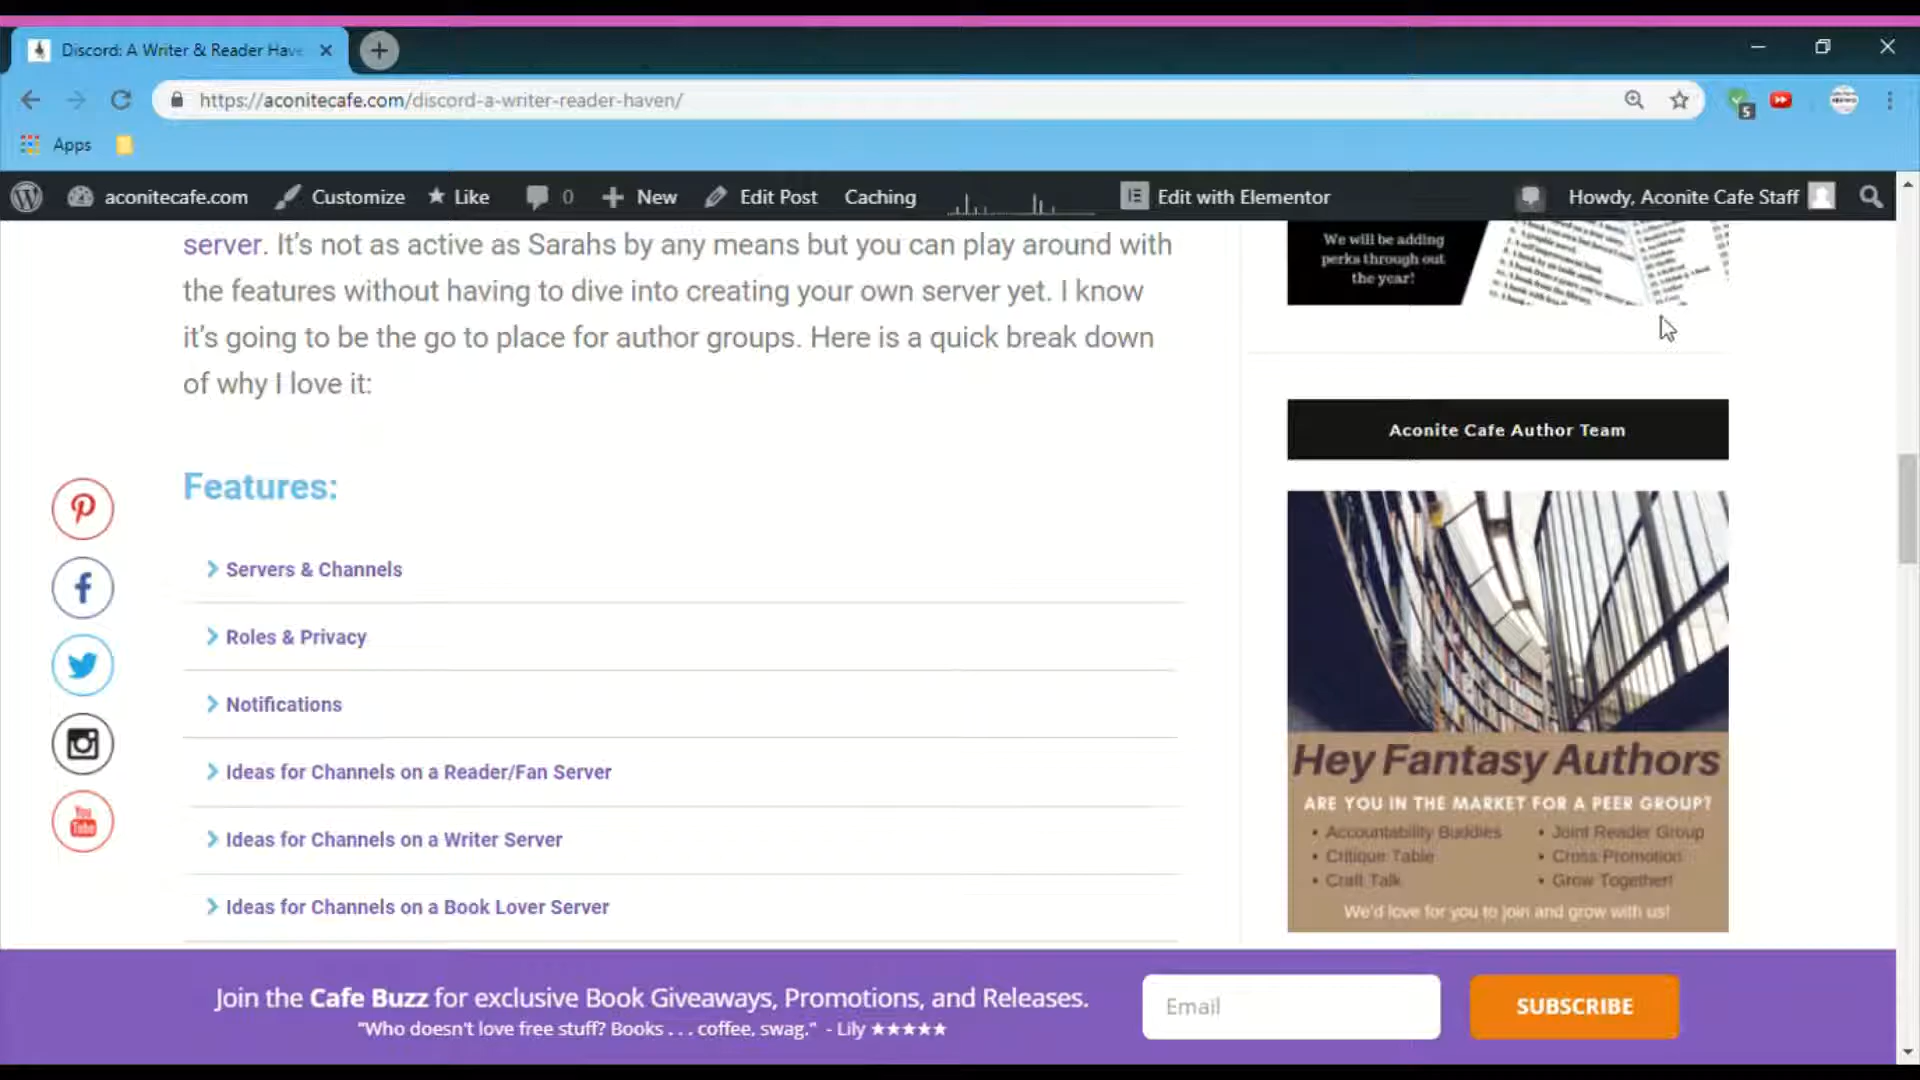 Discord: A Writer & Reader Have
https://aconitecafe.com/discord-a-writer-reader-haven/
5
Apps
aconitecafe.com
Customize
Like
0
New
Edit Post
Caching
Edit with Elementor
Howdy, Aconite Cafe Staff
server. It’s not as active as Sarahs by any means but you can play around with
the features without having to dive into creating your own server yet. I know
it’s going to be the go to place for author groups. Here is a quick break down
of why I love it:
Features:
Servers & Channels
Roles & Privacy
Notifications
Ideas for Channels on a Reader/Fan Server
Ideas for Channels on a Writer Server
Ideas for Channels on a Book Lover Server
You
Tube
We will be adding
perks through out
the year!
Aconite Cafe Author Team
Hey Fantasy Authors
ARE YOU IN THE MARKET FOR A PEER GROUP?
• Accountability Buddies
• Critique Table
• Craft Talk
• Joint Reader Group
• Cross Promotion
• Grow Together!
We'd love for you to join and grow with us!
Join the Cafe Buzz for exclusive Book Giveaways, Promotions, and Releases.
"Who doesn't love free stuff? Books . . . coffee, swag." - Lily ★★★★★
Email
SUBSCRIBE